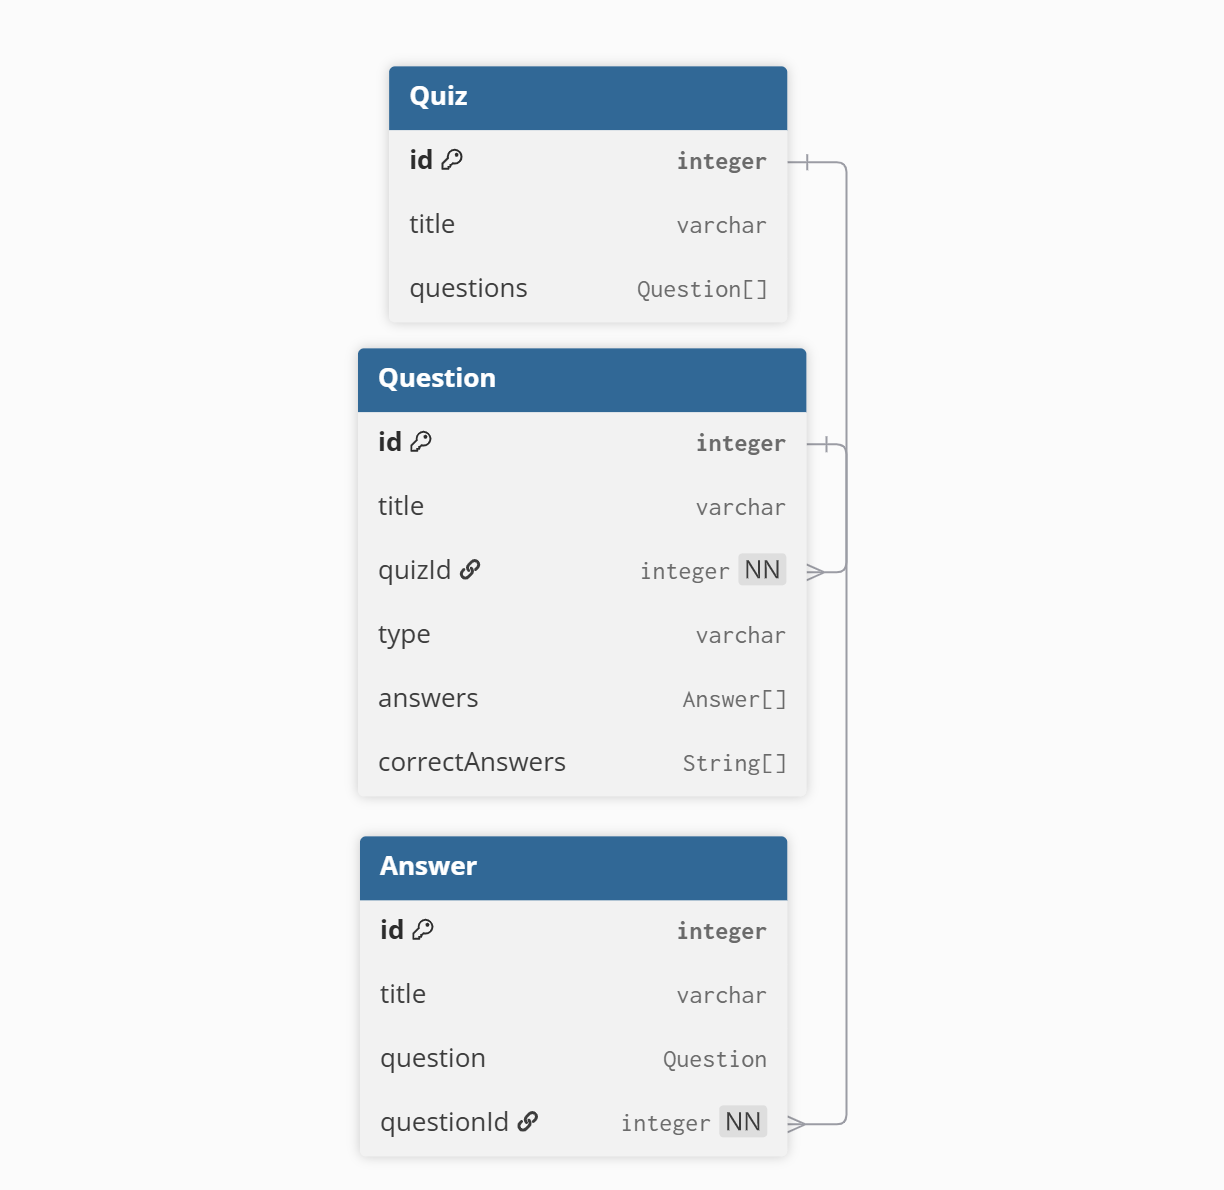 Quiz
id integer
title varchar
questions Question[]
Question
id integer
title varchar
quizId integer NN
type varchar
answers Answer[]
correctAnswers String[]
Answer
id integer
title varchar
question Question
questionId integer NN